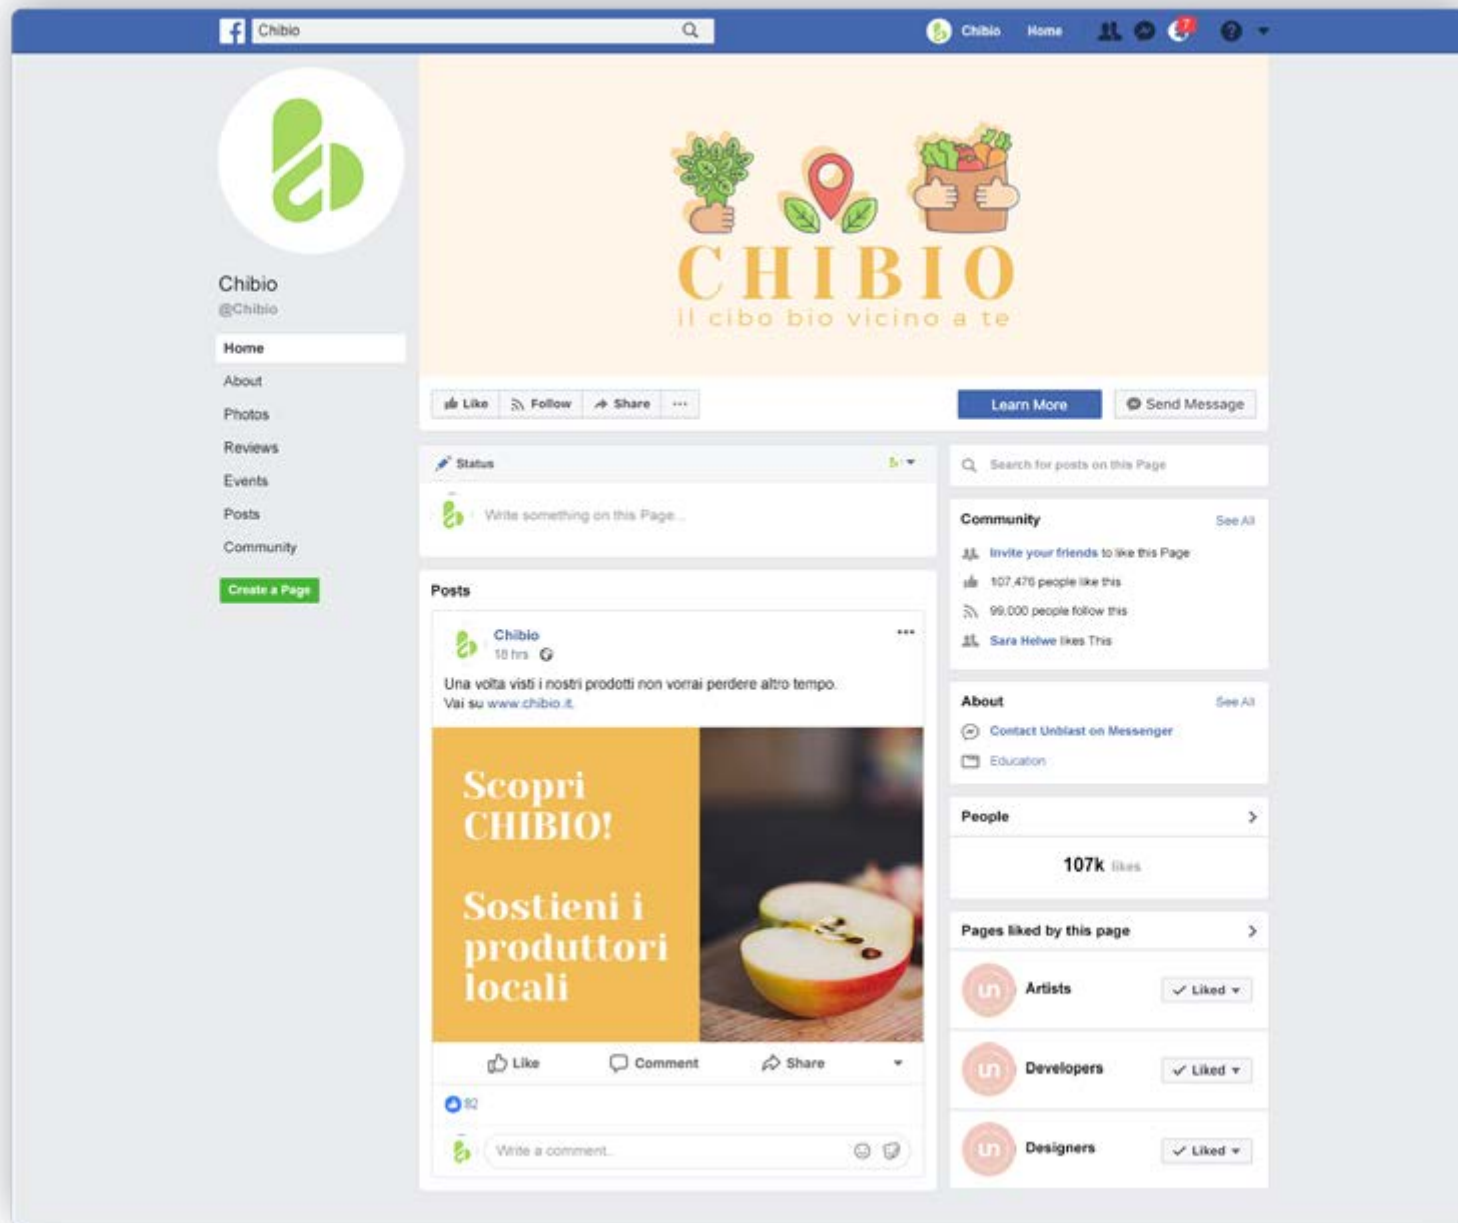 Chibio
Chibio Home 7
CHIBIO
il cibo bio vicino a te
Chibio
@Chibio
Home
About
Photos
Reviews
Events
Posts
Community
Create a Page
Like Follow Share ...
Learn More Send Message
Status
Write something on this Page...
Posts
Chibio
18 hrs
Una volta visti i nostri prodotti non vorrai perdere altro tempo.
Vai su www.chibio.it.
Scopri
CHIBIO!
Sostieni i
produttori
locali
Like Comment Share
82
Write a comment...
Search for posts on this Page
Community See All
Invite your friends to like this Page
107,476 people like this
99,000 people follow this
Sara Helwe likes This
About See All
Contact Unblast on Messenger
Education
People
107k likes
Pages liked by this page
un Artists Liked
un Developers Liked
un Designers Liked